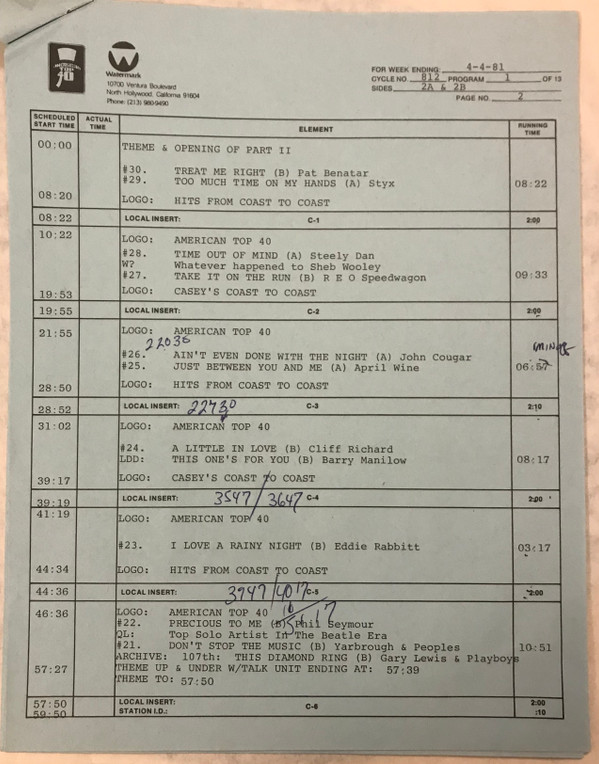 AMERICAN TOP 40
Watermark
10700 Ventura Boulevard
North Hollywood, California 91604
Phone: (213) 980-9490
FOR WEEK ENDING: 4-4-81
CYCLE NO. 812 PROGRAM 1 OF 13
SIDES 2A & 2B
PAGE NO. 2
SCHEDULED START TIME ACTUAL TIME ELEMENT RUNNING TIME
00:00 THEME & OPENING OF PART II
#30. TREAT ME RIGHT (B) Pat Benatar
#29. TOO MUCH TIME ON MY HANDS (A) Styx 08:22
08:20 LOGO: HITS FROM COAST TO COAST
08:22 LOCAL INSERT: C-1 2:00
10:22 LOGO: AMERICAN TOP 40
#28. TIME OUT OF MIND (A) Steely Dan
W? Whatever happened to Sheb Wooley
#27. TAKE IT ON THE RUN (B) R E O Speedwagon 09:33
19:53 LOGO: CASEY'S COAST TO COAST
19:55 LOCAL INSERT: C-2 2:00
21:55 LOGO: AMERICAN TOP 40
22030
#26. AIN'T EVEN DONE WITH THE NIGHT (A) John Cougar
#25. JUST BETWEEN YOU AND ME (A) April Wine 06:57
28:50 LOGO: HITS FROM COAST TO COAST
28:52 LOCAL INSERT: 22730 C-3 2:10
31:02 LOGO: AMERICAN TOP 40
#24. A LITTLE IN LOVE (B) Cliff Richard
LDD: THIS ONE'S FOR YOU (B) Barry Manilow 08:17
39:17 LOGO: CASEY'S COAST TO COAST
39:19 LOCAL INSERT: 3547/3647 C-4 2:00
41:19 LOGO: AMERICAN TOP 40
#23. I LOVE A RAINY NIGHT (B) Eddie Rabbitt 03:17
44:34 LOGO: HITS FROM COAST TO COAST
44:36 LOCAL INSERT: 3747/4017 C-5 2:00
46:36 LOGO: AMERICAN TOP 40
#22. PRECIOUS TO ME (B) Phil Seymour
QL: Top Solo Artist In The Beatle Era
#21. DON'T STOP THE MUSIC (B) Yarbrough & Peoples 10:51
ARCHIVE: 107th: THIS DIAMOND RING (B) Gary Lewis & Playboys
57:27 THEME UP & UNDER W/TALK UNIT ENDING AT: 57:39
THEME TO: 57:50
57:50 LOCAL INSERT: C-6 2:00
59:50 STATION I.D.: :10